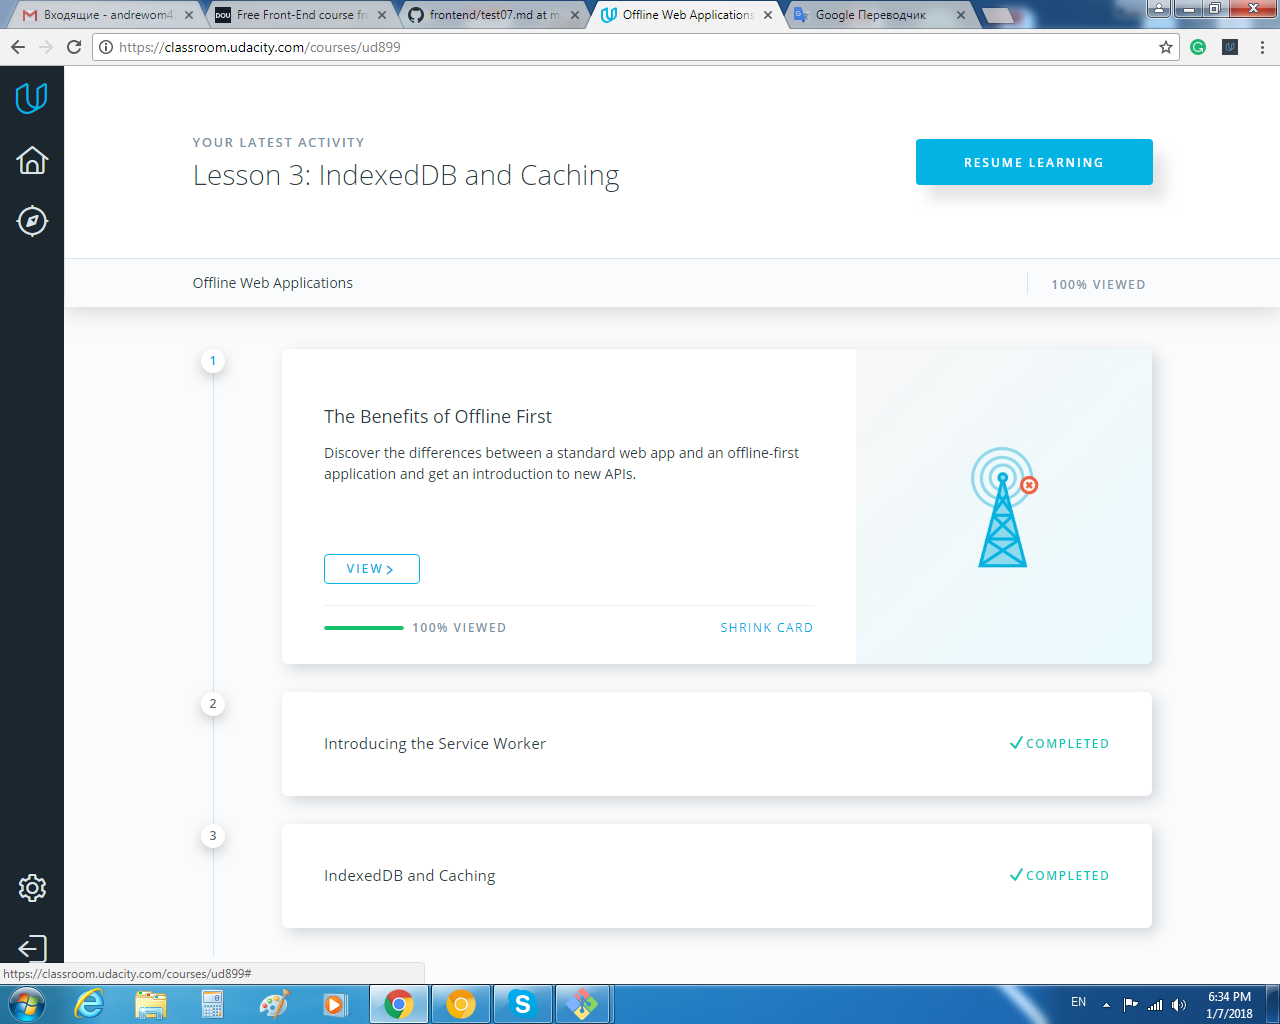 Входящие - andrewom4
Free Front-End course fr
frontend/test07.md at m
Offline Web Applications
Google Переводчик
https://classroom.udacity.com/courses/ud899
YOUR LATEST ACTIVITY
Lesson 3: IndexedDB and Caching
RESUME LEARNING
Offline Web Applications
100% VIEWED
1
The Benefits of Offline First
Discover the differences between a standard web app and an offline-first
application and get an introduction to new APIs.
VIEW
100% VIEWED
SHRINK CARD
2
Introducing the Service Worker
COMPLETED
3
IndexedDB and Caching
COMPLETED
https://classroom.udacity.com/courses/ud899#
EN
6:34 PM
1/7/2018